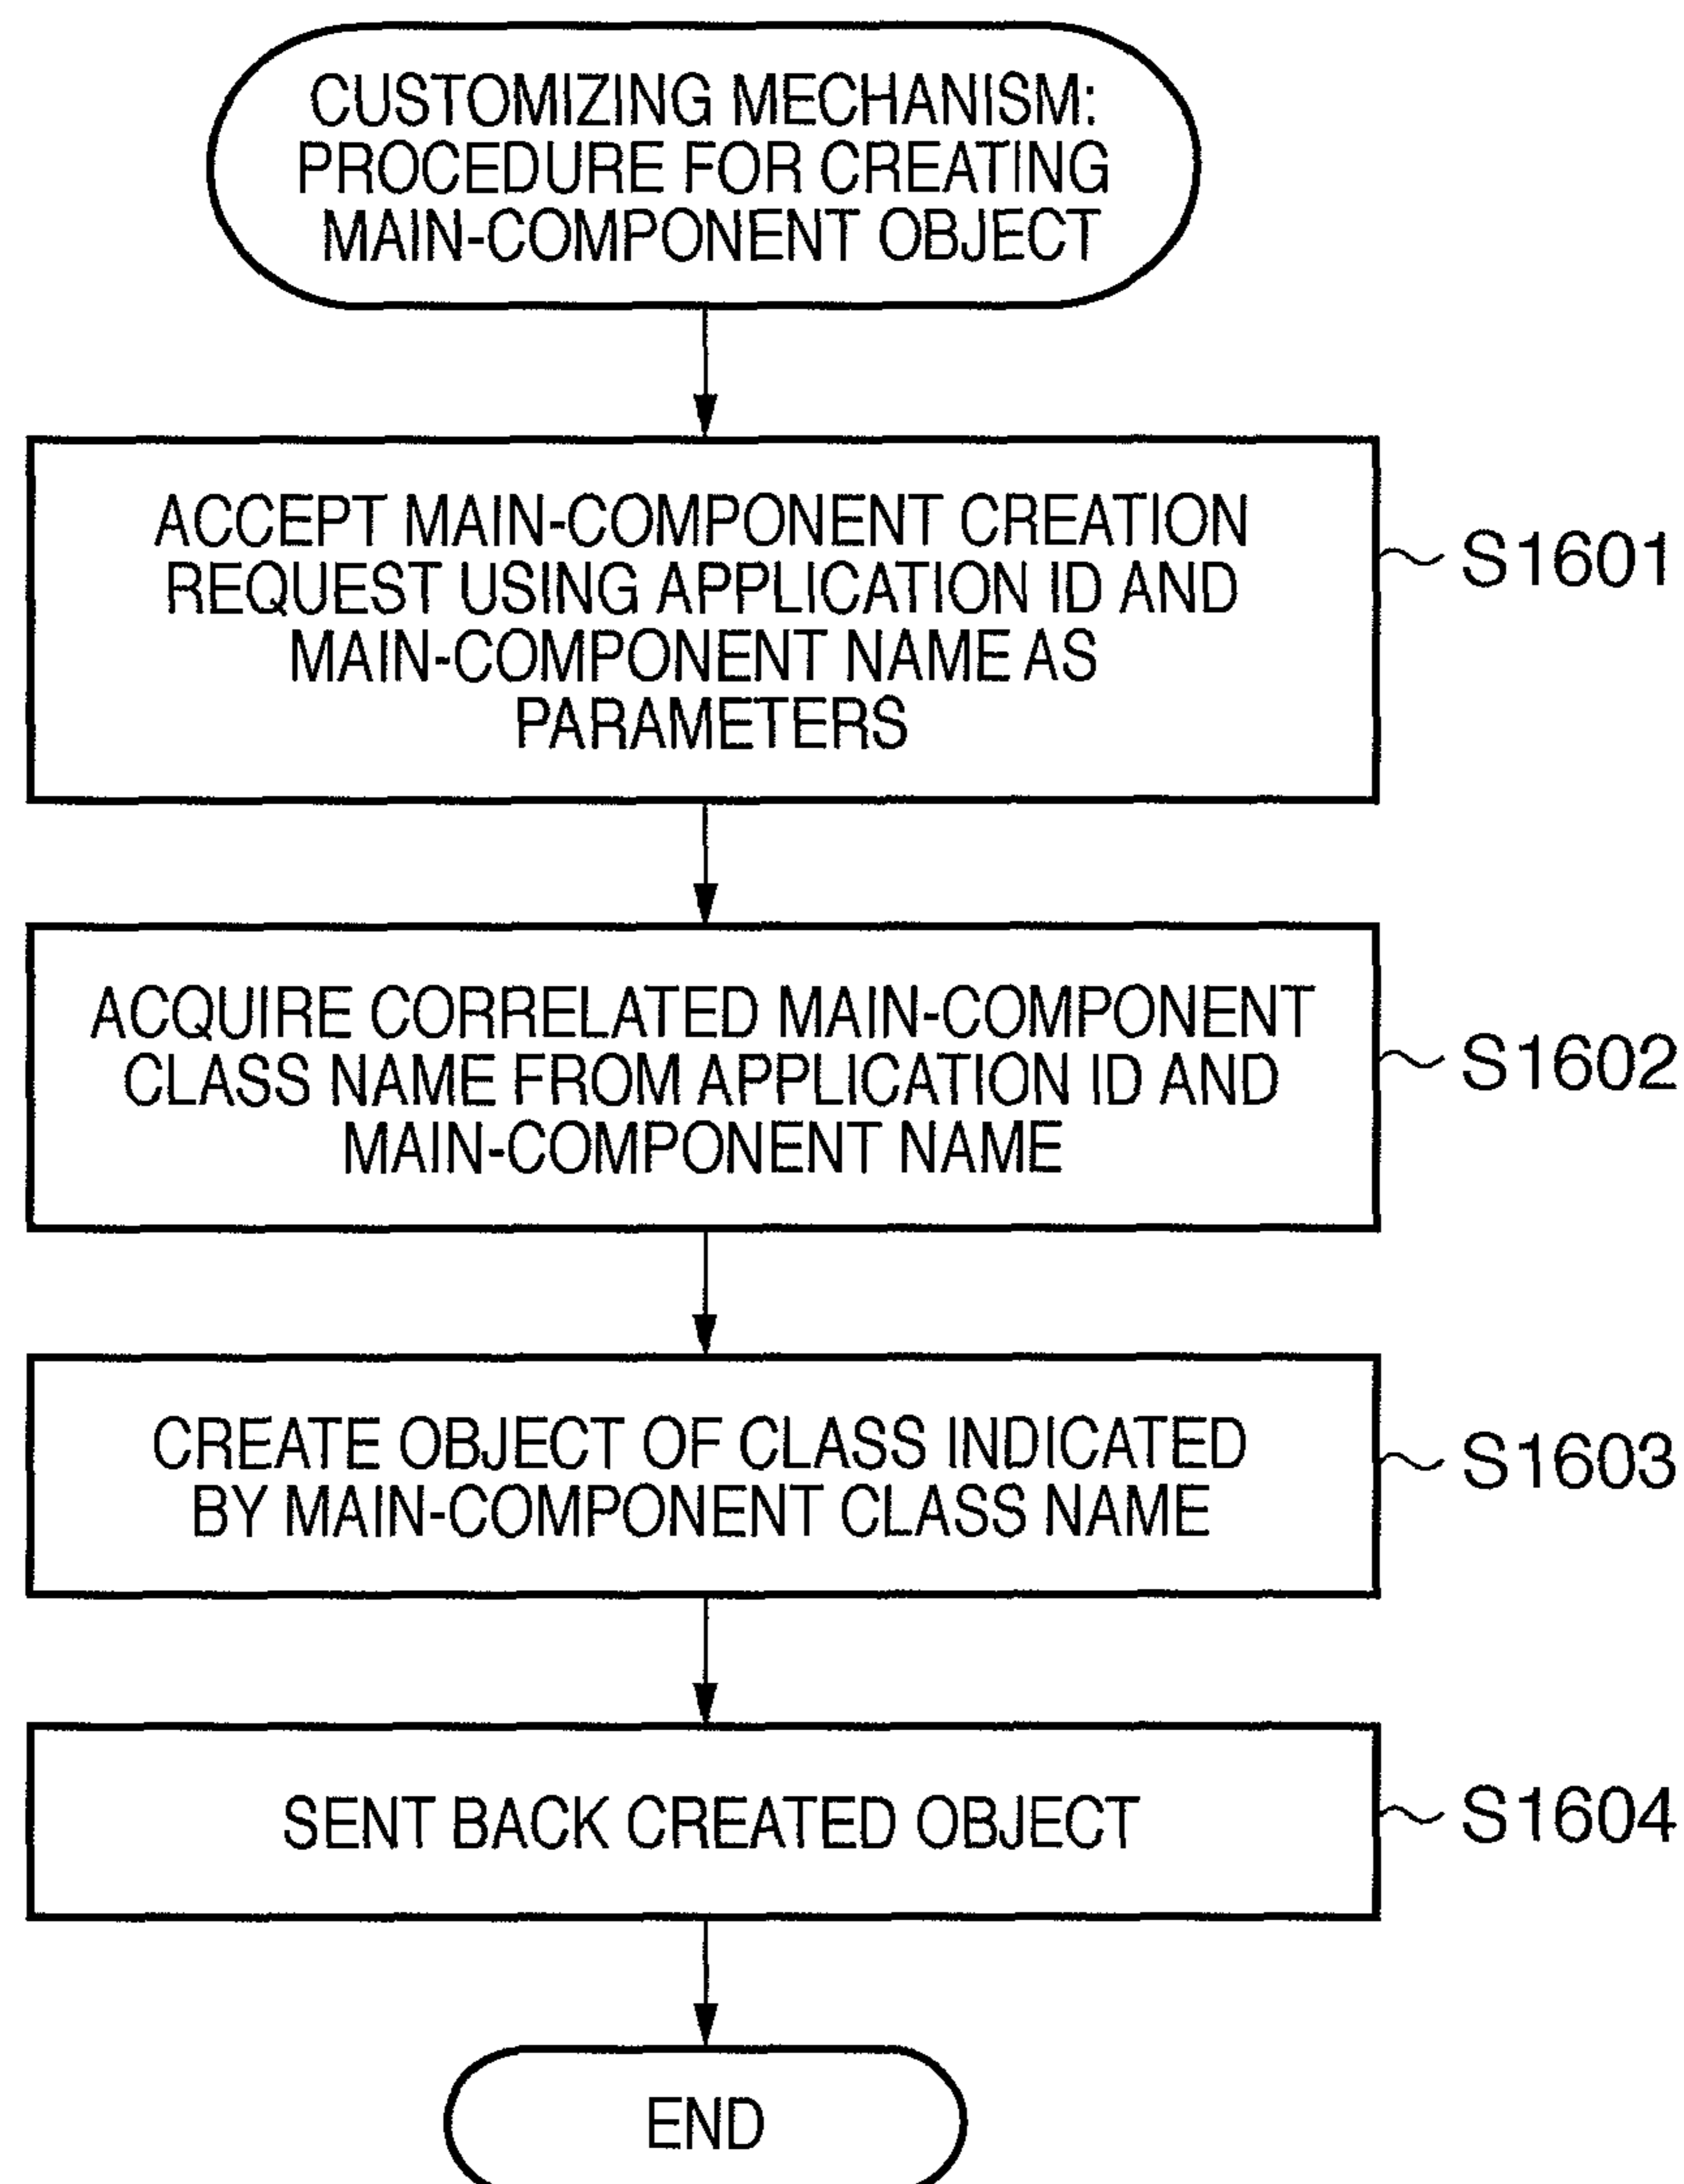 CUSTOMIZING MECHANISM:
PROCEDURE FOR CREATING
MAIN-COMPONENT OBJECT
ACCEPT MAIN-COMPONENT CREATION
REQUEST USING APPLICATION ID AND
MAIN-COMPONENT NAME AS
PARAMETERS
S1601
ACQUIRE CORRELATED MAIN-COMPONENT
CLASS NAME FROM APPLICATION ID AND
MAIN-COMPONENT NAME
S1602
CREATE OBJECT OF CLASS INDICATED
BY MAIN-COMPONENT CLASS NAME
S1603
SENT BACK CREATED OBJECT
S1604
END